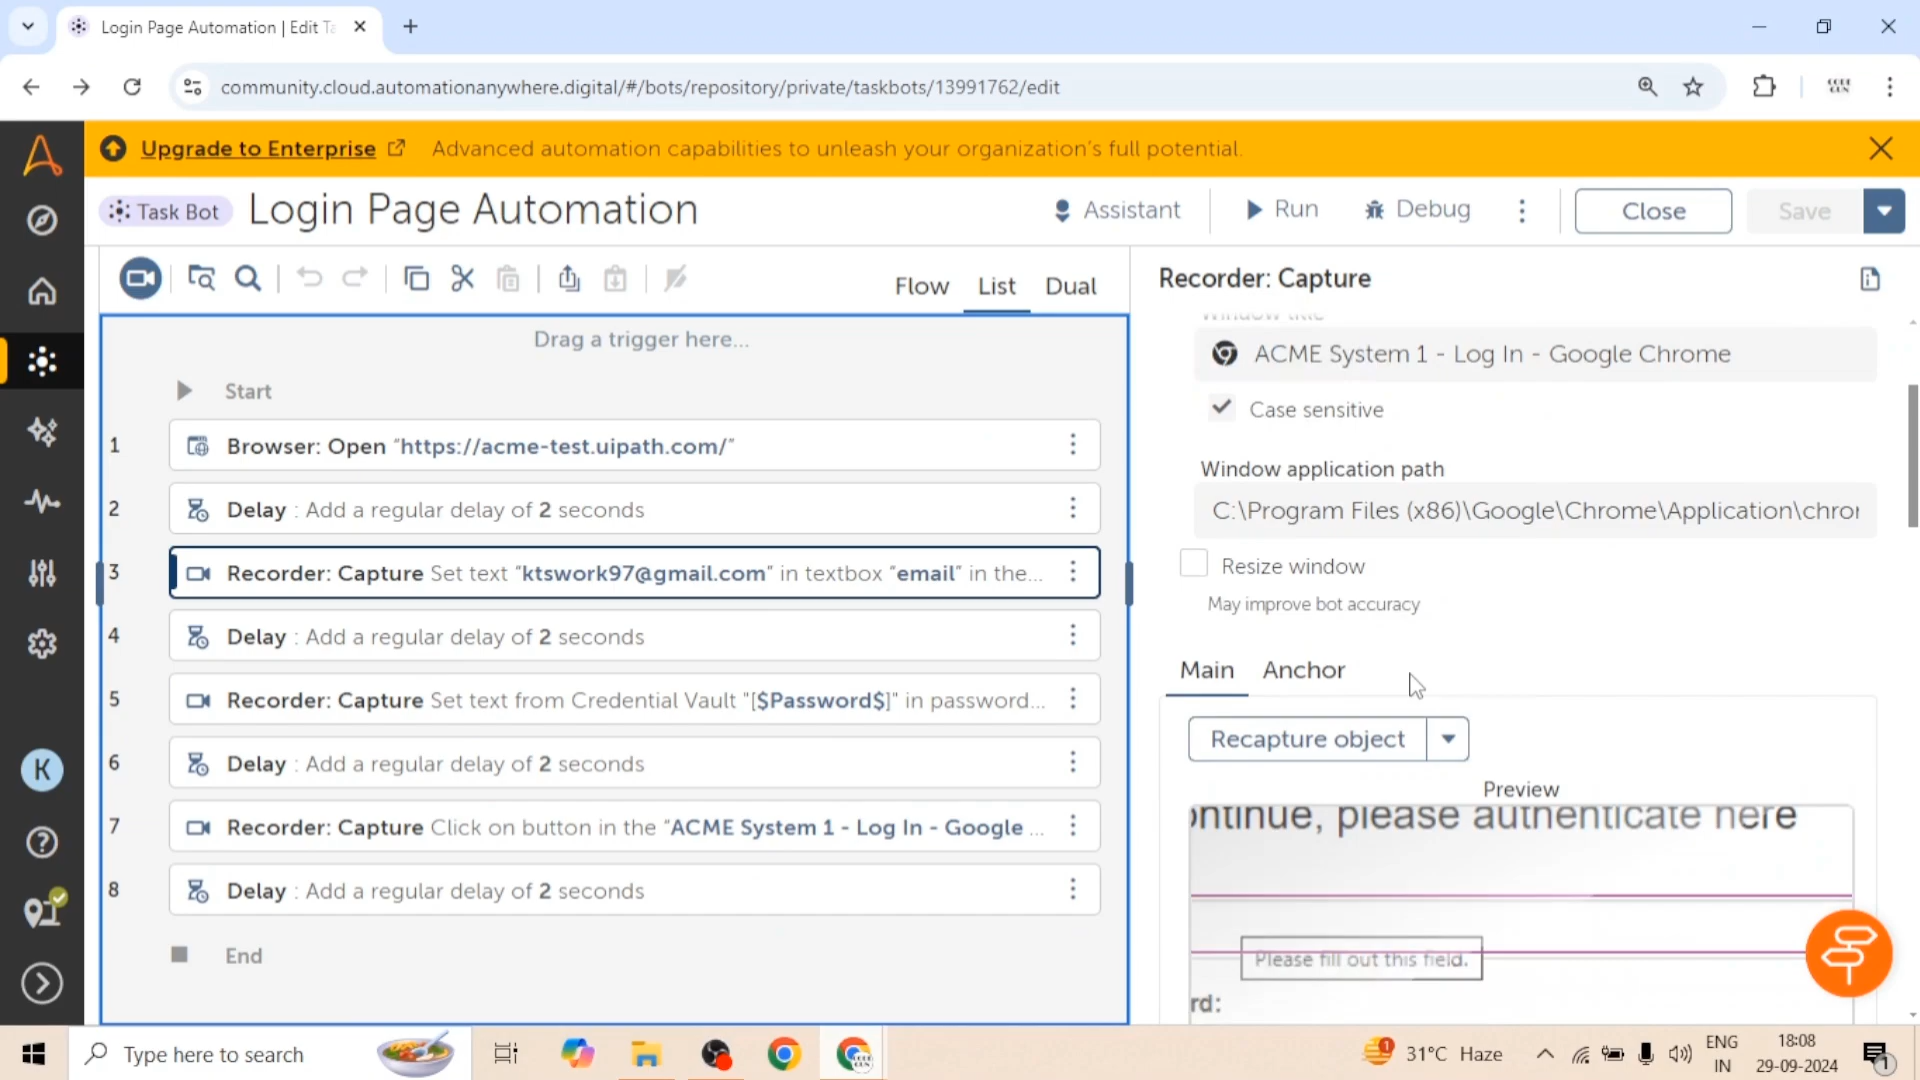 Login Page Automation | Edit Ta
community.cloud.automationanywhere.digital/#/bots/repository/private/taskbots/13991762/edit
Upgrade to Enterprise Advanced automation capabilities to unleash your organization's full potential.
Task Bot Login Page Automation Assistant Run Debug Close Save
Flow List Dual
Recorder: Capture
Drag a trigger here...
Start
1 Browser: Open "https://acme-test.uipath.com/"
2 Delay : Add a regular delay of 2 seconds
3 Recorder: Capture Set text "ktswork97@gmail.com" in textbox "email" in the...
4 Delay : Add a regular delay of 2 seconds
5 Recorder: Capture Set text from Credential Vault "[$Password$]" in password...
6 Delay : Add a regular delay of 2 seconds
7 Recorder: Capture Click on button in the "ACME System 1 - Log In - Google ...
8 Delay : Add a regular delay of 2 seconds
End
Window title
ACME System 1 - Log In - Google Chrome
Case sensitive
Window application path
C:\Program Files (x86)\Google\Chrome\Application\chror
Resize window
May improve bot accuracy
Main Anchor
Recapture object
Preview
ontinue, please authenticate here
Please fill out this field.
rd:
K
Type here to search
1
31°C Haze
ENG
IN
18:08
29-09-2024
1